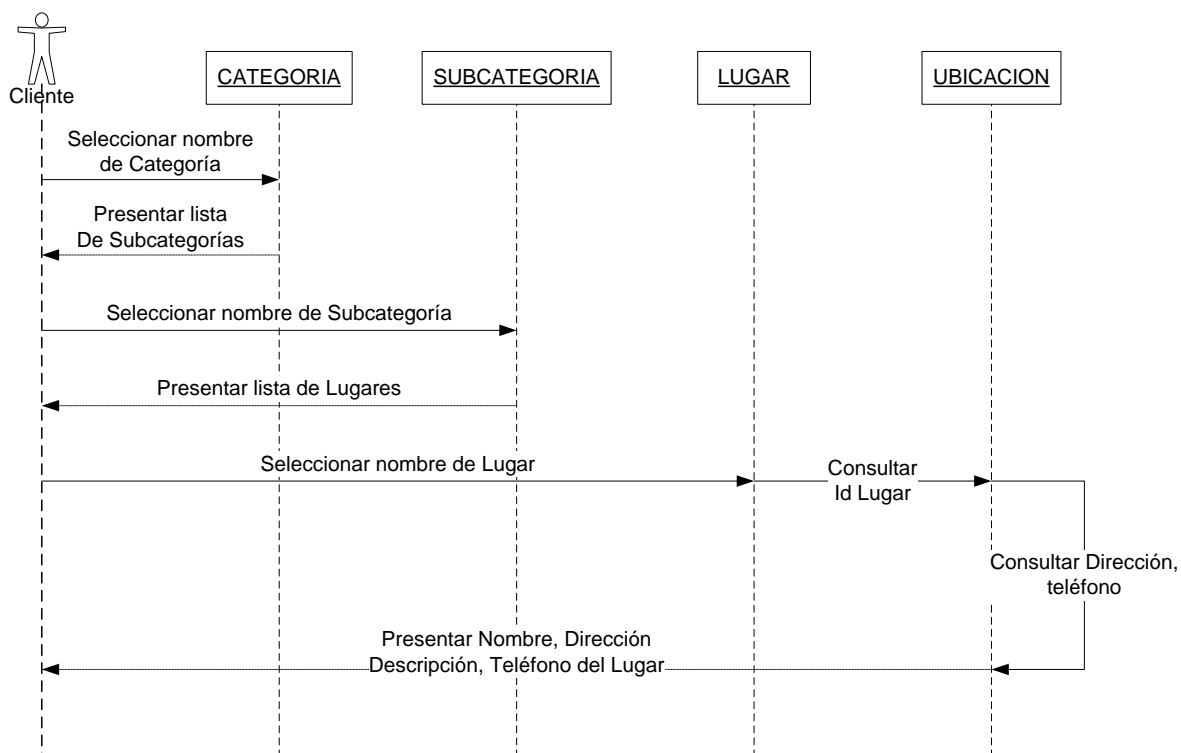 Cliente
CATEGORIA
SUBCATEGORIA
LUGAR
UBICACION
Seleccionar nombre
de Categoría
Presentar lista
De Subcategorías
Seleccionar nombre de Subcategoría
Presentar lista de Lugares
Seleccionar nombre de Lugar
Consultar
Id Lugar
Consultar Dirección,
teléfono
Presentar Nombre, Dirección
Descripción, Teléfono del Lugar